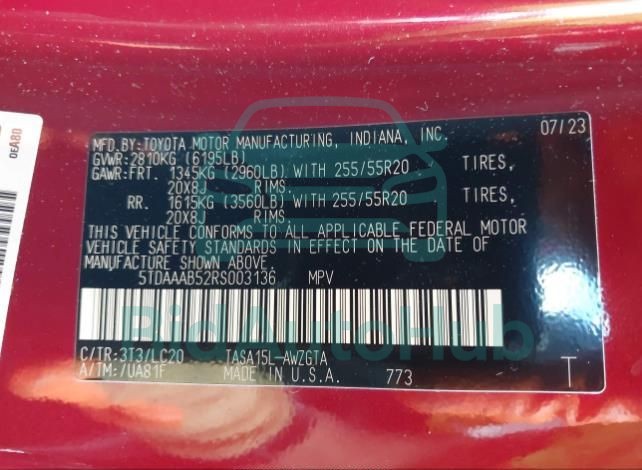 0EA80
MFD.BY:TOYOTA MOTOR MANUFACTURING, INDIANA, INC. 07/23
GVWR:2810KG (6195LB)
GAWR:FRT. 1345KG (2960LB) WITH 255/55R20 TIRES,
20X8J RIMS.
RR. 1615KG (3560LB) WITH 255/55R20 TIRES,
20X8J RIMS.
THIS VEHICLE CONFORMS TO ALL APPLICABLE FEDERAL MOTOR
VEHICLE SAFETY STANDARDS IN EFFECT ON THE DATE OF
MANUFACTURE SHOWN ABOVE
5TDAAAB52RS003136 MPV
BidAutoHub
C/TR:3T3/LC20 TASA15L-AWZGTA
A/TM:/UA81F MADE IN U.S.A. 773 T